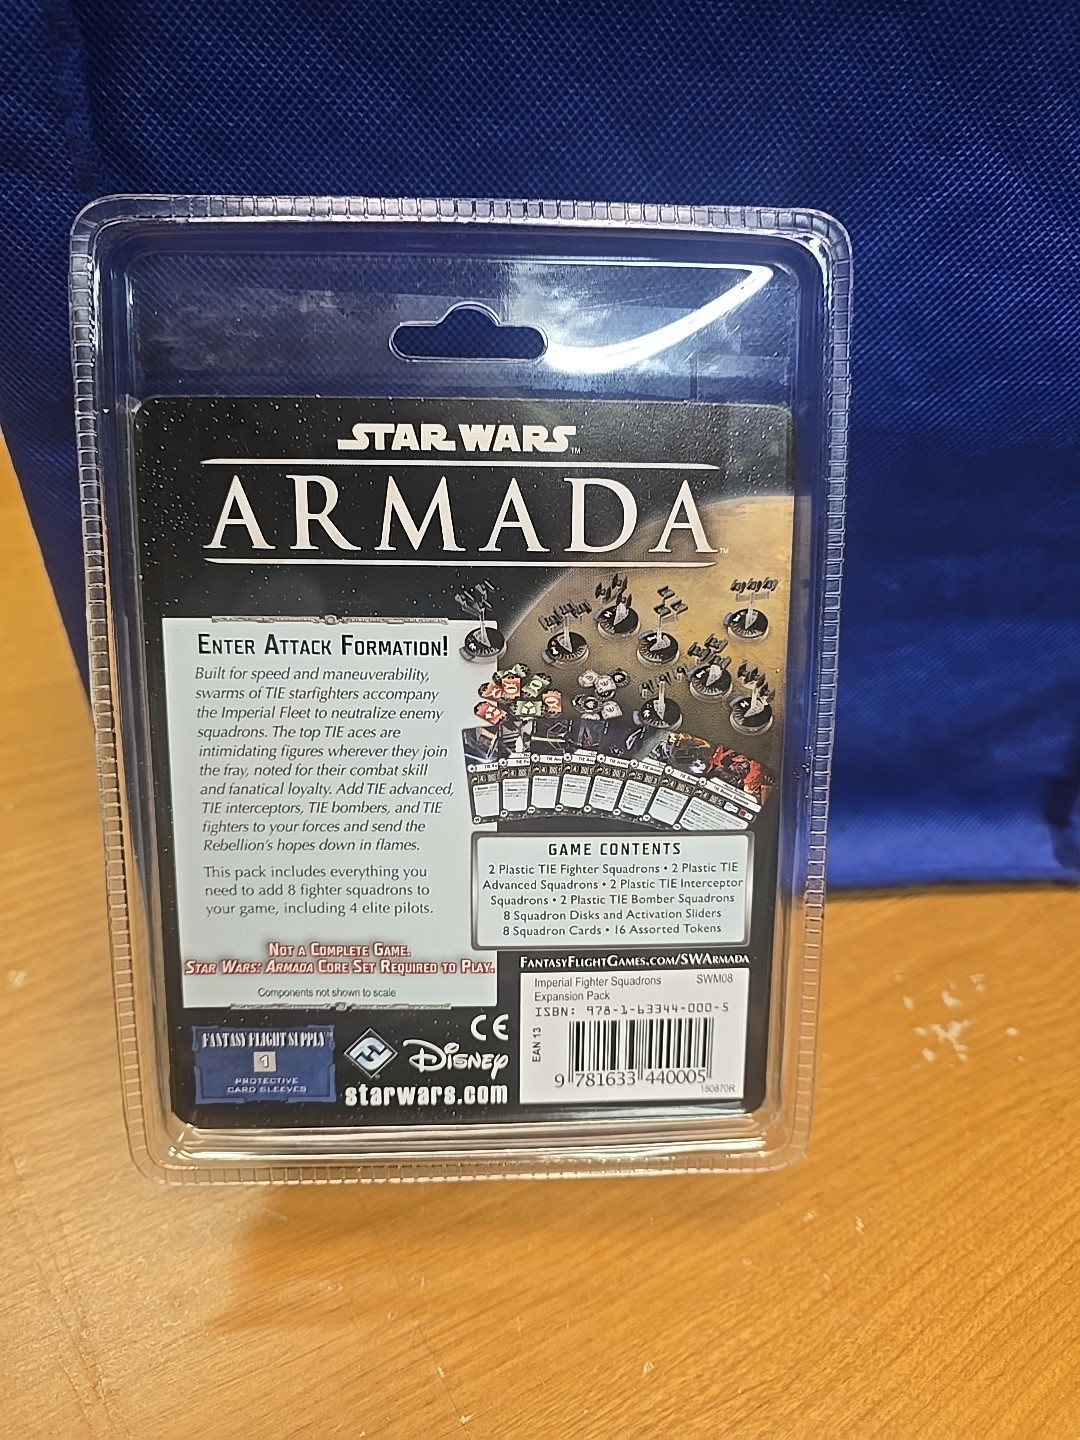 STAR WARS™
ARMADA™
ENTER ATTACK FORMATION!
Built for speed and maneuverability,
swarms of TIE starfighters accompany
the Imperial Fleet to neutralize enemy
squadrons. The top TIE aces are
intimidating figures wherever they join
the fray, noted for their combat skill
and fanatical loyalty. Add TIE advanced,
TIE interceptors, TIE bombers, and TIE
fighters to your forces and send the
Rebellion's hopes down in flames.
This pack includes everything you
need to add 8 fighter squadrons to
your game, including 4 elite pilots.
NOT A COMPLETE GAME.
STAR WARS: ARMADA CORE SET REQUIRED TO PLAY.
Components not shown to scale
GAME CONTENTS
2 Plastic TIE Fighter Squadrons • 2 Plastic TIE
Advanced Squadrons • 2 Plastic TIE Interceptor
Squadrons • 2 Plastic TIE Bomber Squadrons
8 Squadron Disks and Activation Sliders
8 Squadron Cards • 16 Assorted Tokens
FANTASYFLIGHTGAMES.COM/SWARMADA
Imperial Fighter Squadrons SWM08
Expansion Pack
ISBN: 978-1-63344-000-5
EAN 13
9 781633 440005
180870R
FANTASY FLIGHT SUPPLY™
1
PROTECTIVE
CARD SLEEVES
CE
DISNEY
starwars.com